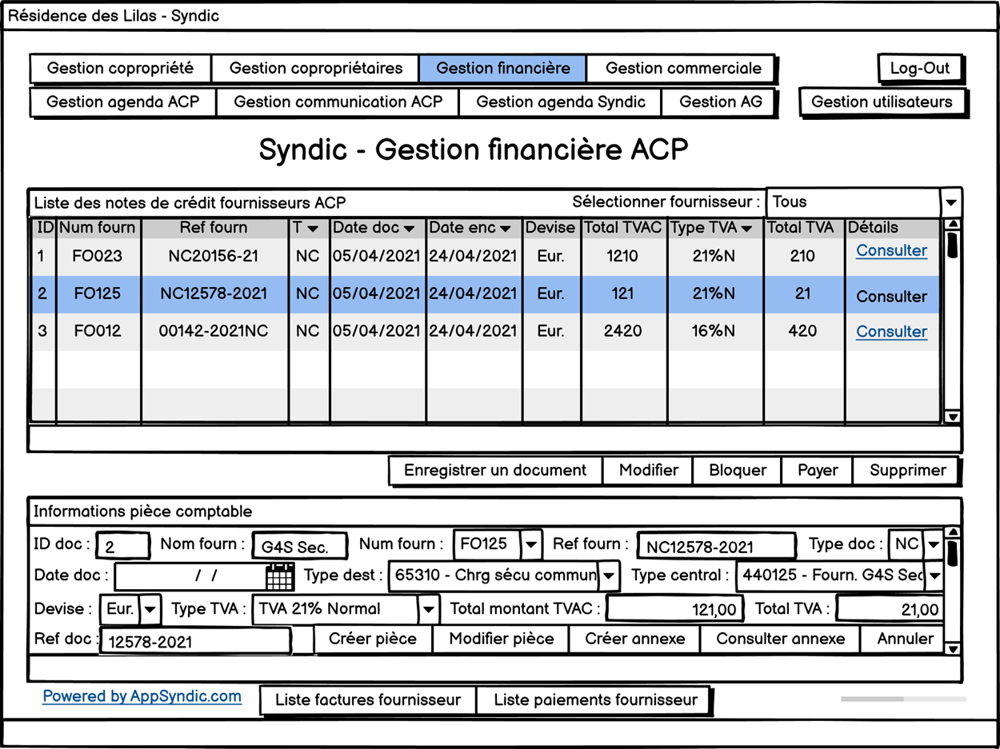 Résidence des Lilas - Syndic
Gestion copropriété Gestion copropriétaires Gestion financière Gestion commerciale Log-Out
Gestion agenda ACP Gestion communication ACP Gestion agenda Syndic Gestion AG Gestion utilisateurs
Syndic - Gestion financière ACP
Liste des notes de crédit fournisseurs ACP Sélectionner fournisseur : Tous
ID Num fourn Ref fourn T Date doc Date enc Devise Total TVAC Type TVA Total TVA Détails
1 FO023 NC20156-21 NC 05/04/2021 24/04/2021 Eur. 1210 21%N 210 Consulter
2 FO125 NC12578-2021 NC 05/04/2021 24/04/2021 Eur. 121 21%N 21 Consulter
3 FO012 00142-2021NC NC 05/04/2021 24/04/2021 Eur. 2420 16%N 420 Consulter
Enregistrer un document Modifier Bloquer Payer Supprimer
Informations pièce comptable
ID doc : 2 Nom fourn : G4S Sec. Num fourn : FO125 Ref fourn : NC12578-2021 Type doc : NC
Date doc : / / Type dest : 65310 - Chrg sécu commun Type central : 440125 - Fourn. G4S Sec
Devise : Eur. Type TVA : TVA 21% Normal Total montant TVAC : 121,00 Total TVA : 21,00
Ref doc : 12578-2021 Créer pièce Modifier pièce Créer annexe Consulter annexe Annuler
Powered by AppSyndic.com Liste factures fournisseur Liste paiements fournisseur